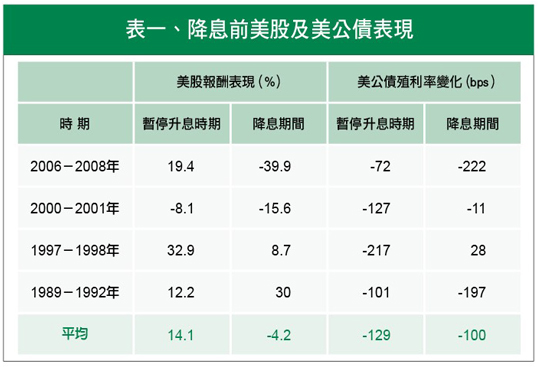 表一、降息前美股及美公債表現
美股報酬表現(%) 美公債殖利率變化(bps)
時期 暫停升息時期 降息期間 暫停升息時期 降息期間
2006－2008年 19.4 -39.9 -72 -222
2000－2001年 -8.1 -15.6 -127 -11
1997－1998年 32.9 8.7 -217 28
1989－1992年 12.2 30 -101 -197
平均 14.1 -4.2 -129 -100